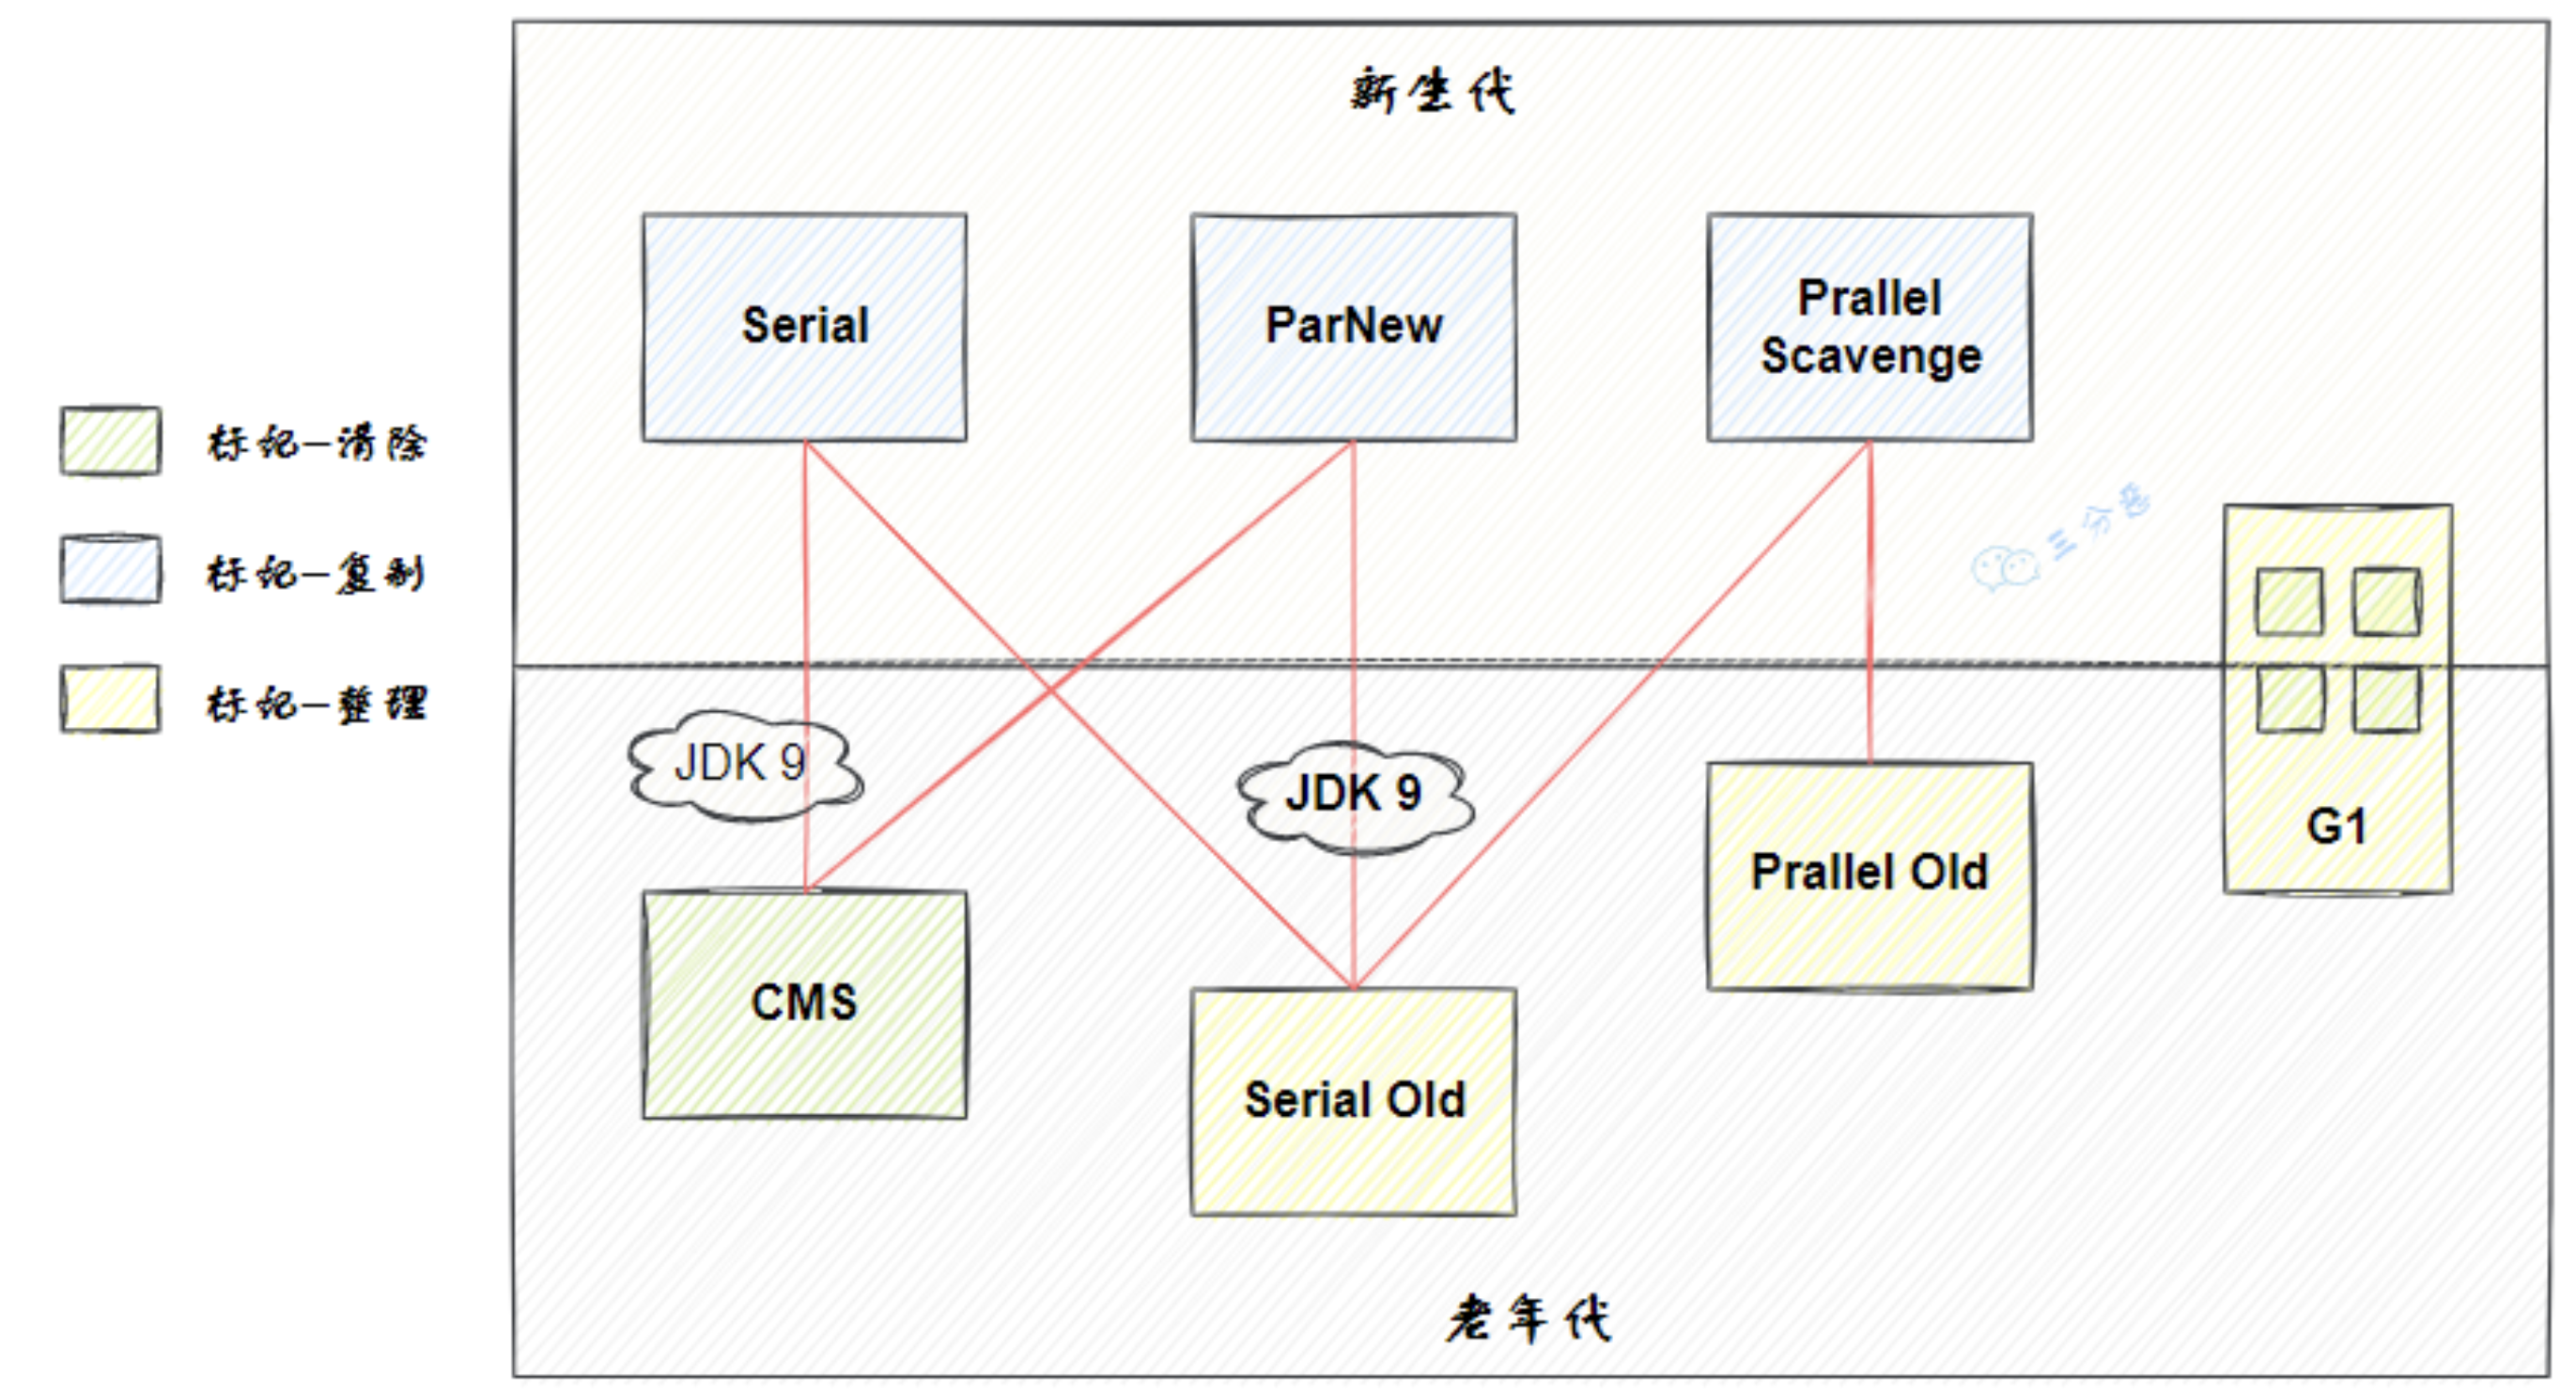 新生代
Serial
ParNew
Prallel
Scavenge
标记-清除
标记-复制
标记-整理
三分恶
JDK 9
JDK 9
G1
Prallel Old
CMS
Serial Old
老年代